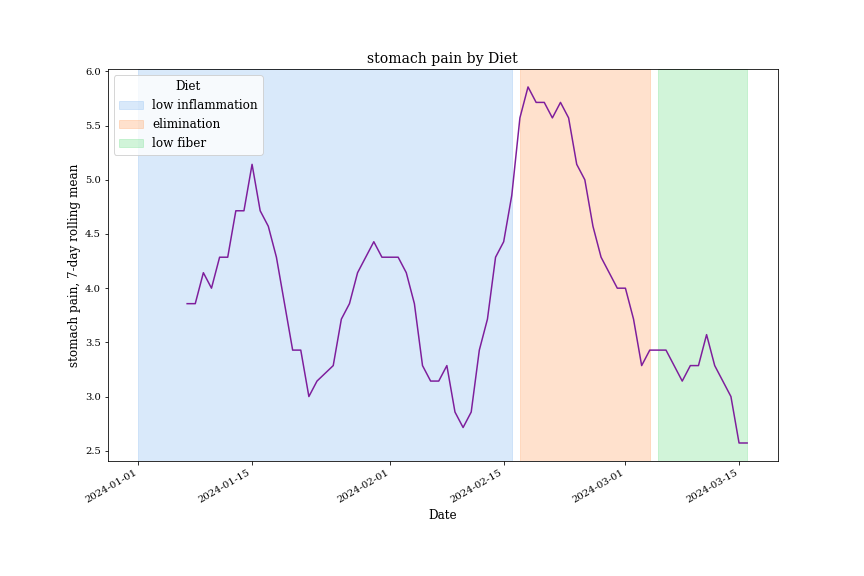 stomach pain by Diet
Diet
low inflammation
elimination
low fiber
stomach pain, 7-day rolling mean
6.0
5.5
5.0
4.5
4.0
3.5
3.0
2.5
2024-01-01
2024-01-15
2024-02-01
2024-02-15
2024-03-01
2024-03-15
Date